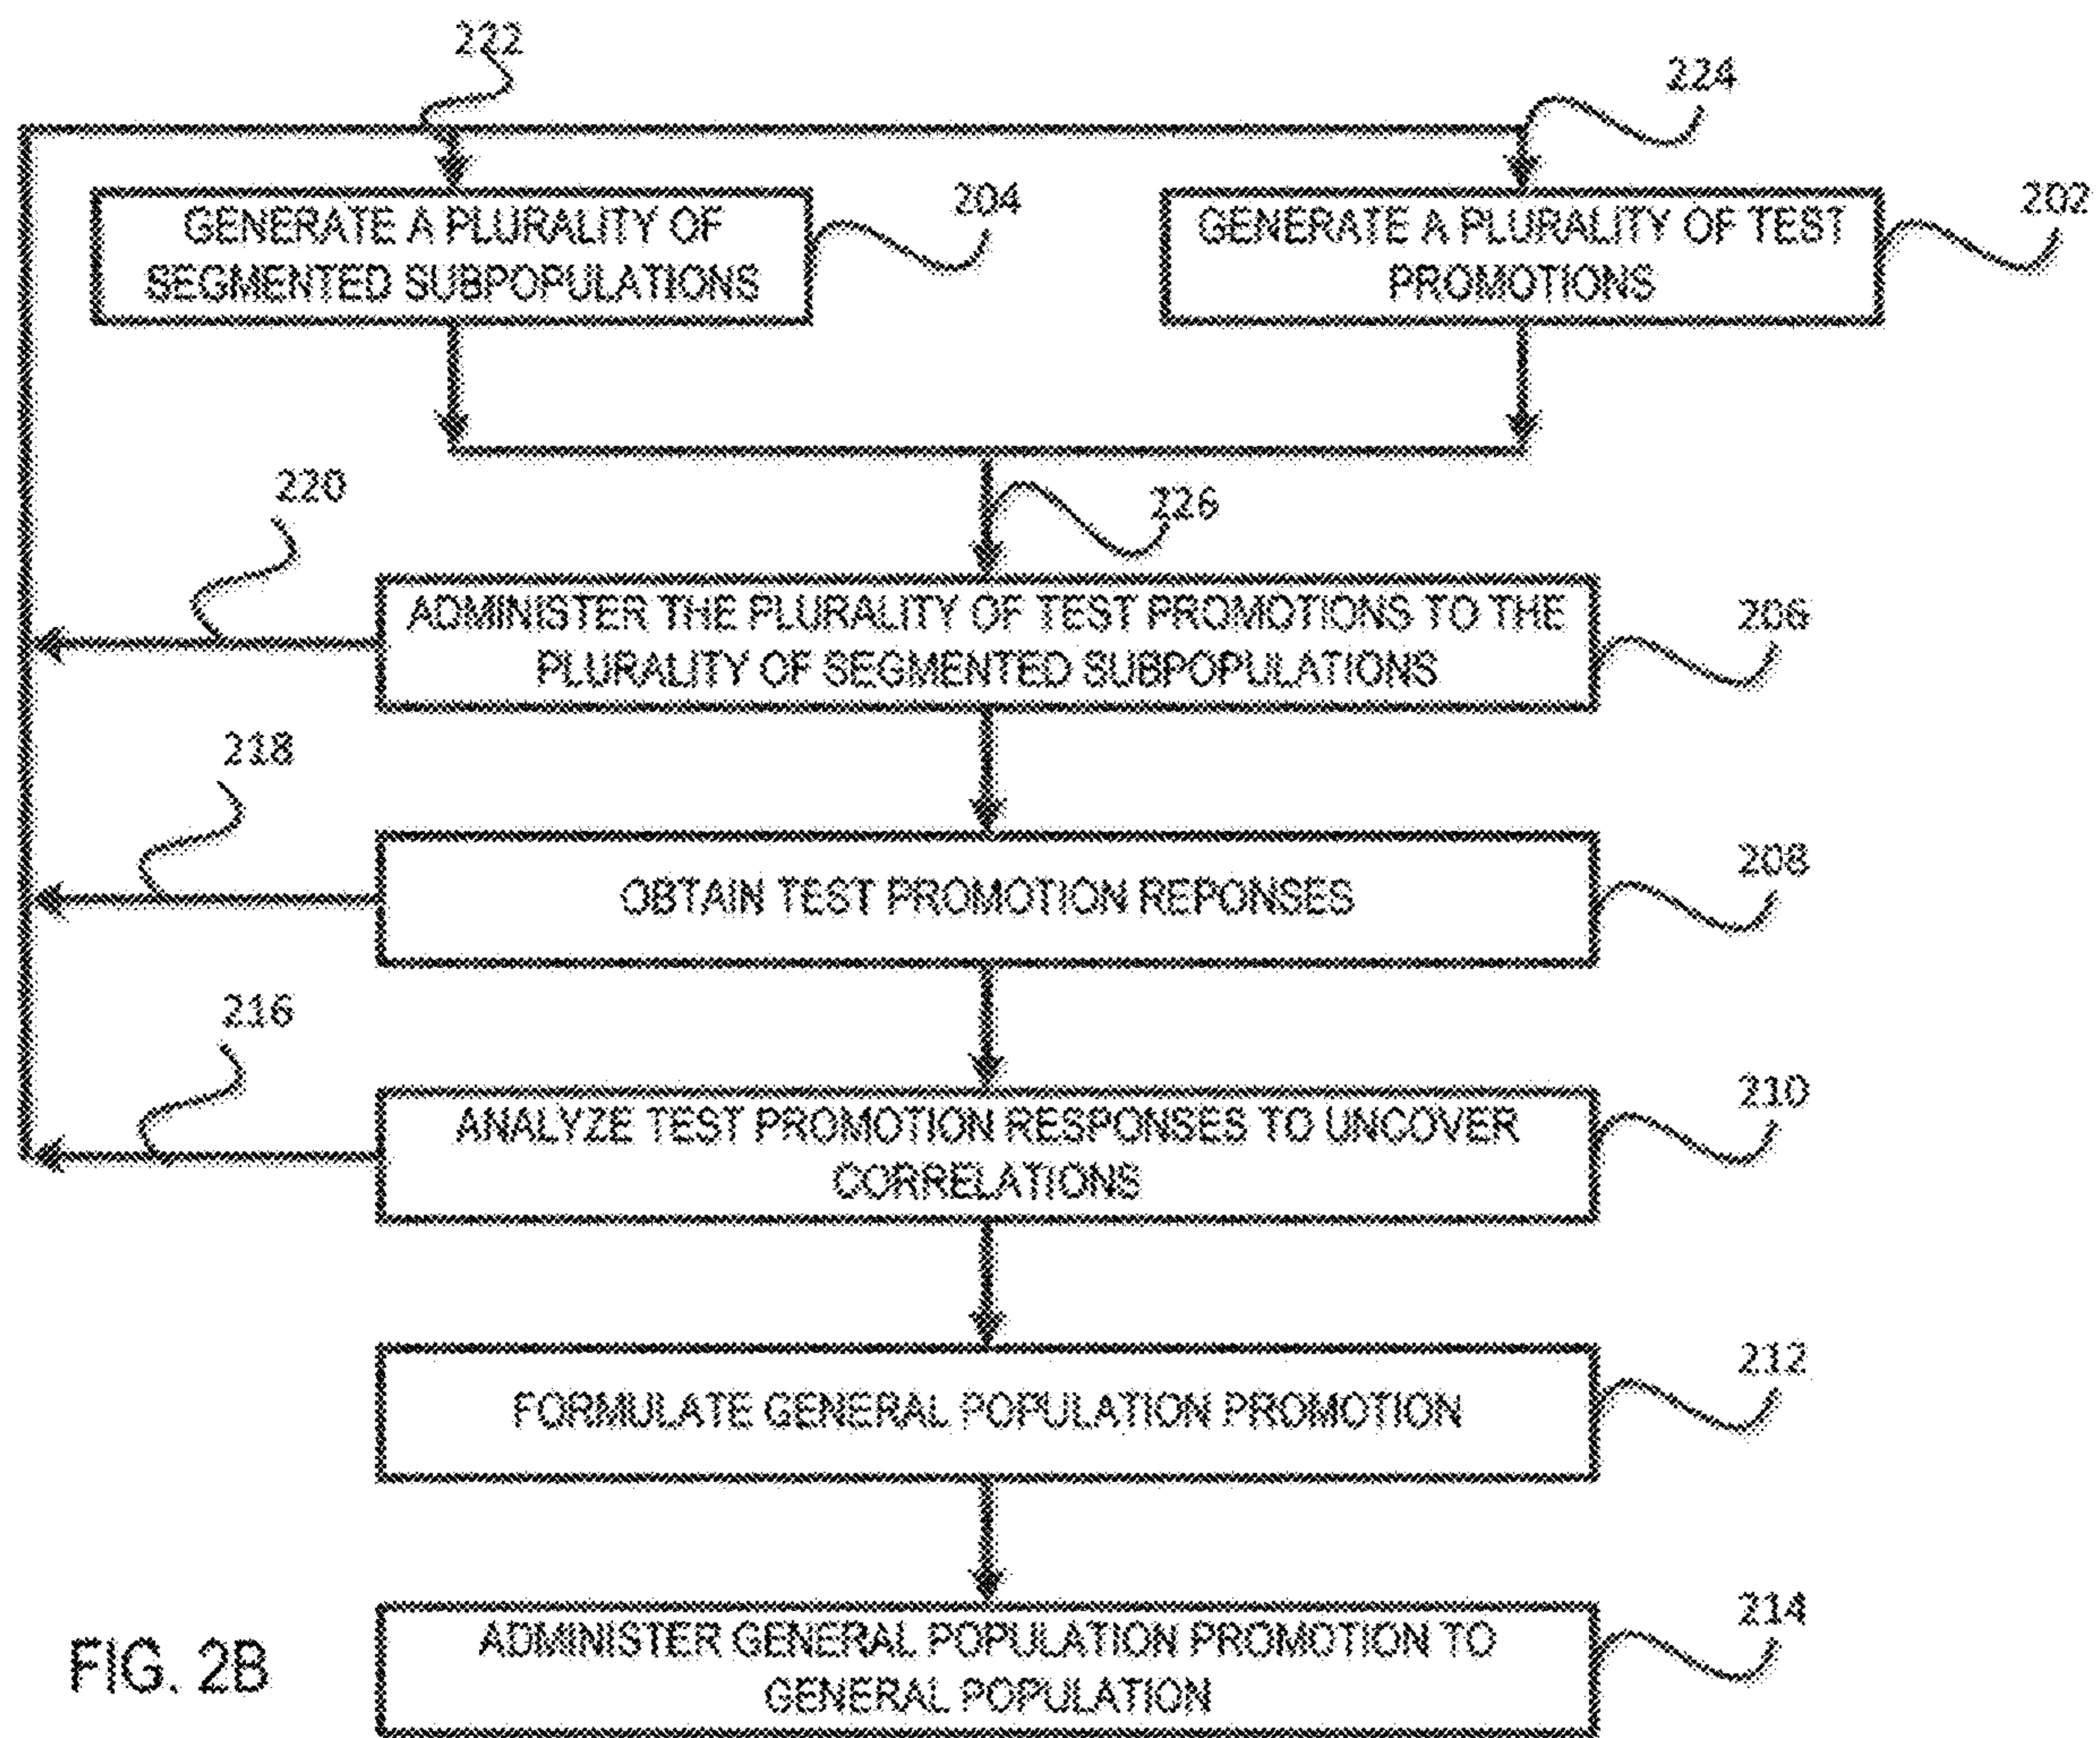 222
224
204
202
GENERATE A PLURALITY OF
SEGMENTED SUBPOPULATIONS
GENERATE A PLURALITY OF TEST
PROMOTIONS
220
226
ADMINISTER THE PLURALITY OF TEST PROMOTIONS TO THE
PLURALITY OF SEGMENTED SUBPOPULATIONS
206
218
OBTAIN TEST PROMOTION REPONSES
208
216
ANALYZE TEST PROMOTION RESPONSES TO UNCOVER
CORRELATIONS
210
FORMULATE GENERAL POPULATION PROMOTION
212
ADMINISTER GENERAL POPULATION PROMOTION TO
GENERAL POPULATION
214
FIG. 2B